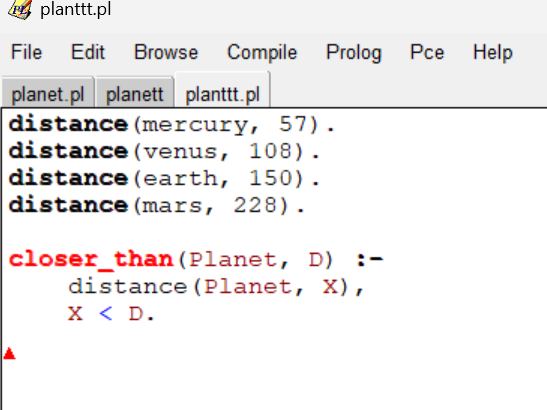 planttt.pl
File Edit Browse Compile Prolog Pce Help
planet.pl planett planttt.pl
distance(mercury, 57).
distance(venus, 108).
distance(earth, 150).
distance(mars, 228).
closer_than(Planet, D) :-
    distance(Planet, X),
    X < D.